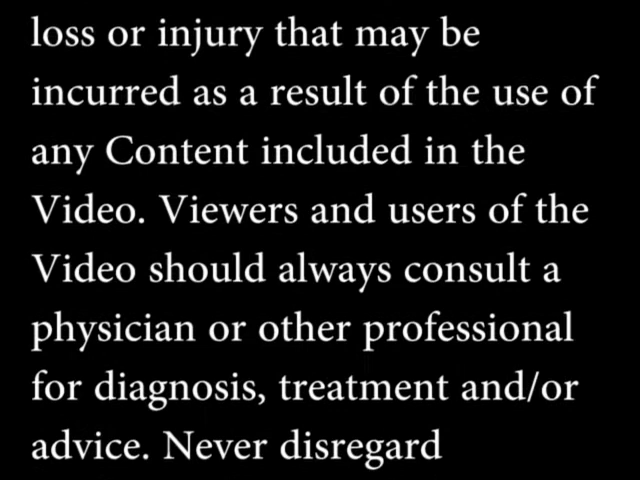 loss or injury that may be
incurred as a result of the use of
any Content included in the
Video. Viewers and users of the
Video should always consult a
physician or other professional
for diagnosis, treatment and/or
advice. Never disregard